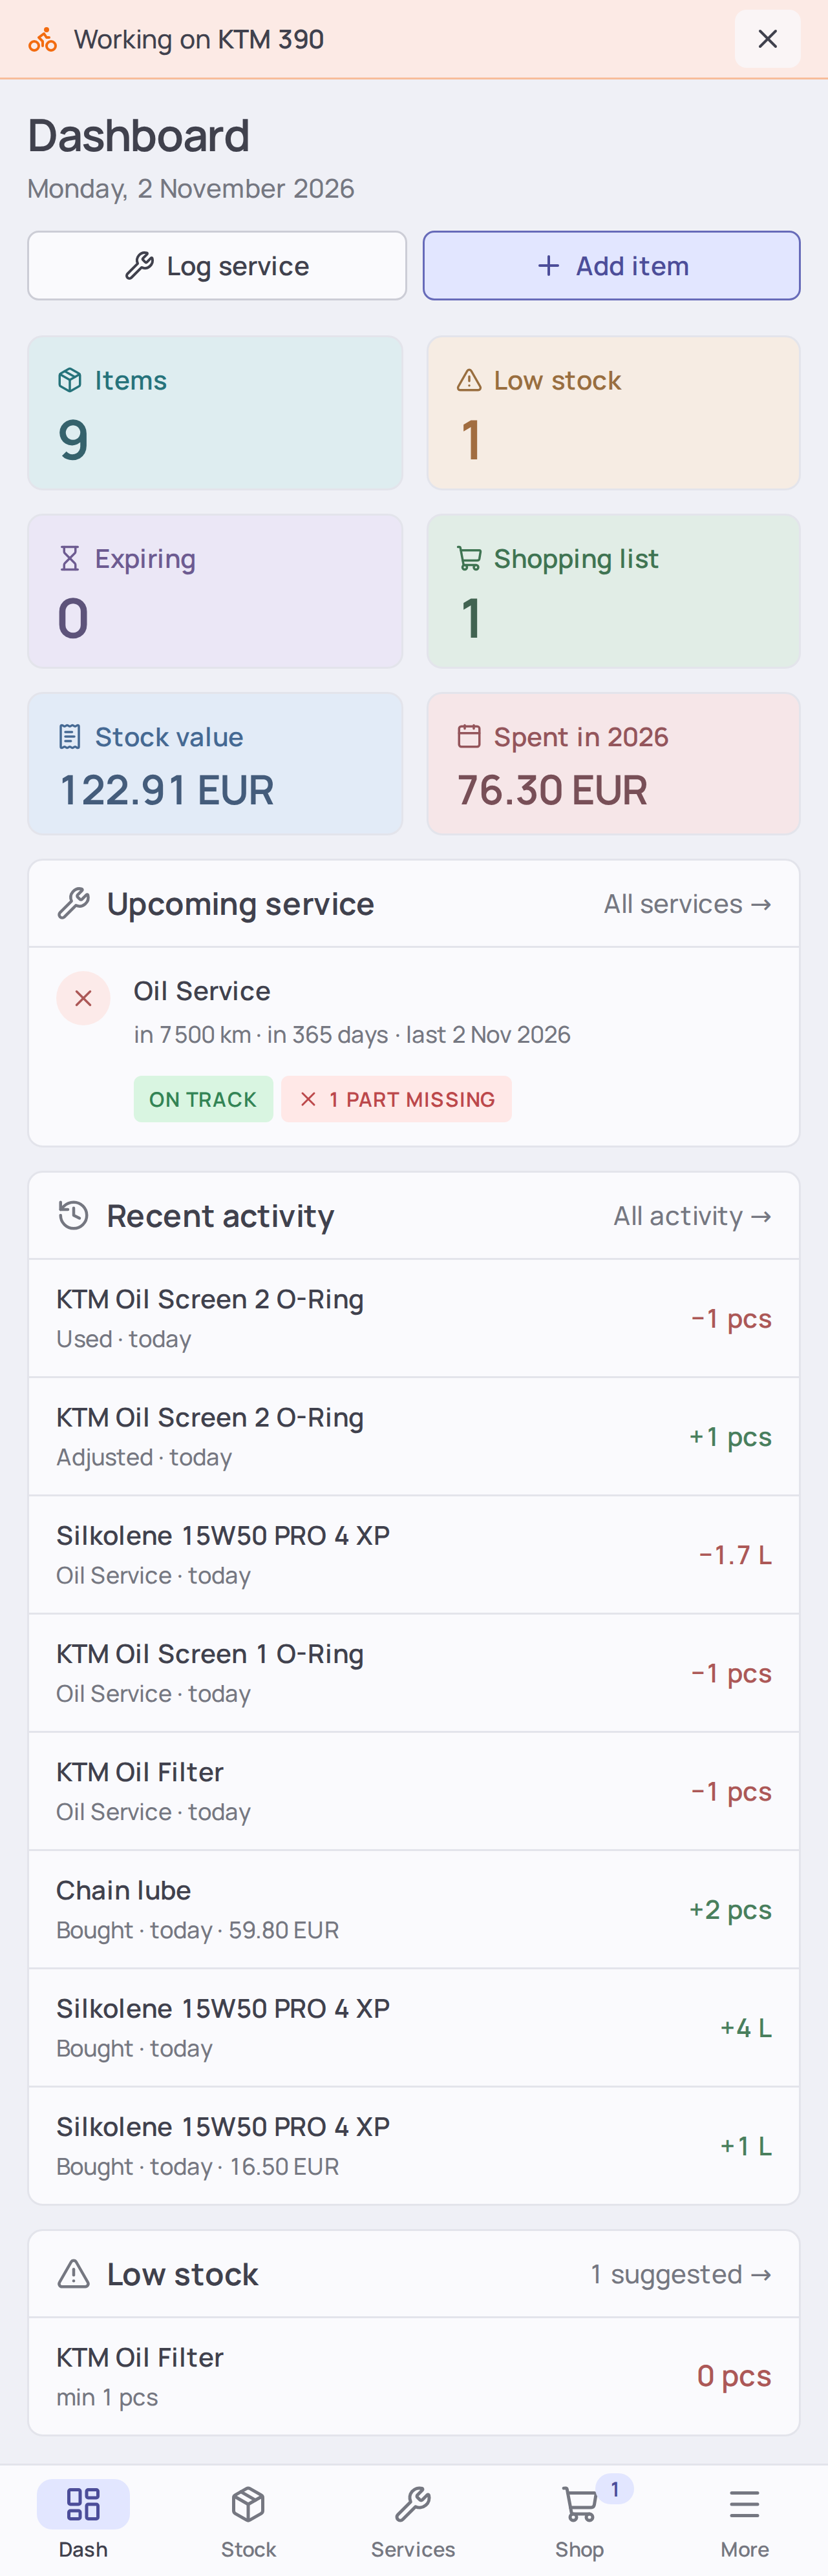 Working on KTM 390
Dashboard
Monday, 2 November 2026
Log service
Add item
Items
9
Low stock
1
Expiring
0
Shopping list
1
Stock value
122.91 EUR
Spent in 2026
76.30 EUR
Upcoming service
All services →
Oil Service
in 7 500 km · in 365 days · last 2 Nov 2026
ON TRACK
1 PART MISSING
Recent activity
All activity →
KTM Oil Screen 2 O-Ring
Used · today
−1 pcs
KTM Oil Screen 2 O-Ring
Adjusted · today
+1 pcs
Silkolene 15W50 PRO 4 XP
Oil Service · today
−1.7 L
KTM Oil Screen 1 O-Ring
Oil Service · today
−1 pcs
KTM Oil Filter
Oil Service · today
−1 pcs
Chain lube
Bought · today · 59.80 EUR
+2 pcs
Silkolene 15W50 PRO 4 XP
Bought · today
+4 L
Silkolene 15W50 PRO 4 XP
Bought · today · 16.50 EUR
+1 L
Low stock
1 suggested →
KTM Oil Filter
min 1 pcs
0 pcs
1
Dash
Stock
Services
Shop
More